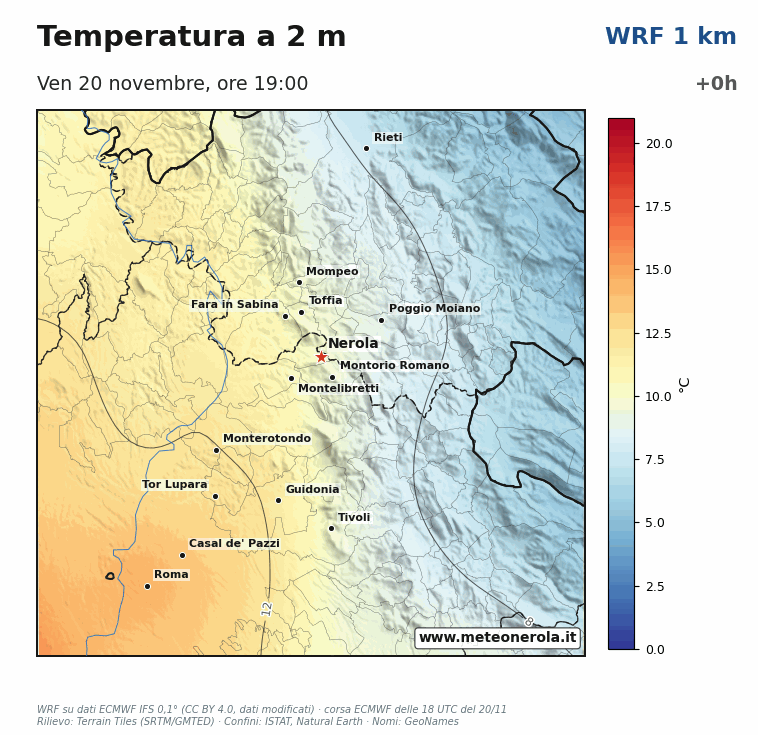 Temperatura a 2 m
WRF 1 km
Ven 20 novembre, ore 19:00
+0h
Rieti
Mompeo
Toffia
Fara in Sabina
Poggio Moiano
Nerola
Montorio Romano
Montelibretti
Monterotondo
Tor Lupara
Guidonia
Tivoli
Casal de' Pazzi
Roma
12
8
www.meteonerola.it
20.0
17.5
15.0
12.5
10.0
7.5
5.0
2.5
0.0
°C
WRF su dati ECMWF IFS 0,1° (CC BY 4.0, dati modificati) · corsa ECMWF delle 18 UTC del 20/11
Rilievo: Terrain Tiles (SRTM/GMTED) · Confini: ISTAT, Natural Earth · Nomi: GeoNames